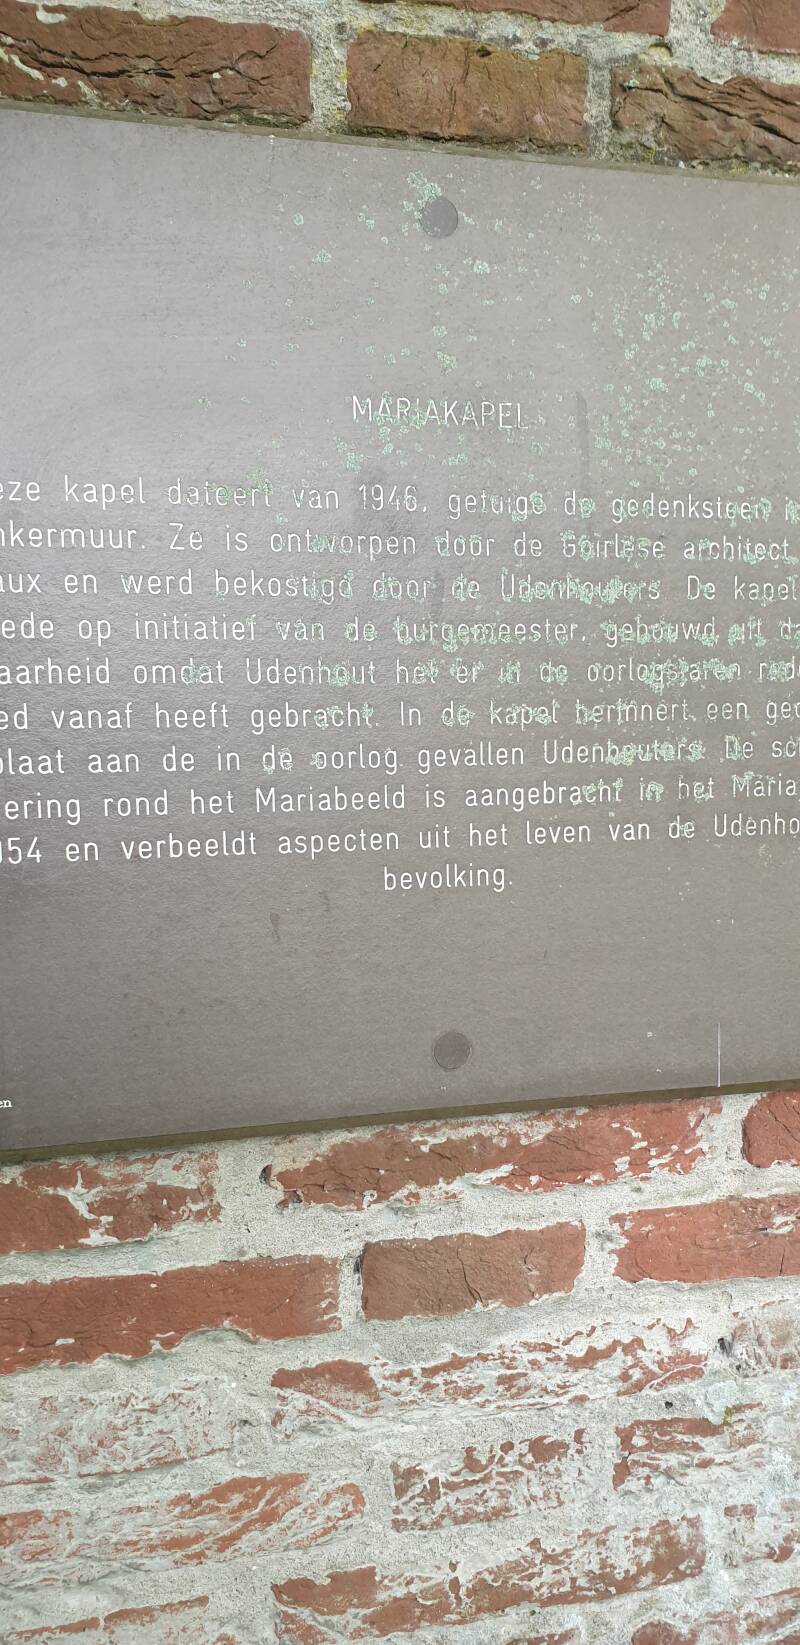 MARIAKAPEL
eze kapel dateert van 1946, getuige de gedenksteen i
nkermuur. Ze is ontworpen door de Goirlese architect
aux en werd bekostigd door de Udenhouters. De kapel
ede op initiatief van de burgemeester, gebouwd uit da
aarheid omdat Udenhout het er in de oorlogsjaren rede
ed vanaf heeft gebracht. In de kapel herinnert een ged
plaat aan de in de oorlog gevallen Udenhouters. De sc
ering rond het Mariabeeld is aangebracht in het Maria
954 en verbeeldt aspecten uit het leven van de Udenho
bevolking.
en